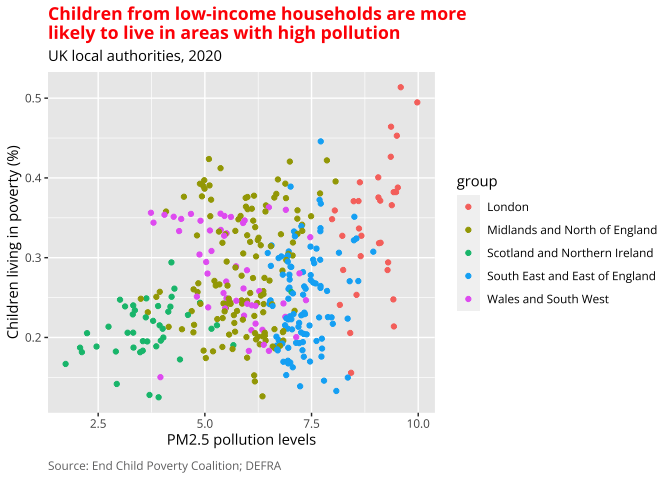 Children from low-income households are more
likely to live in areas with high pollution
UK local authorities, 2020
Children living in poverty (%)
0.5
0.4
0.3
0.2
2.5
5.0
7.5
10.0
PM2.5 pollution levels
group
London
Midlands and North of England
Scotland and Northern Ireland
South East and East of England
Wales and South West
Source: End Child Poverty Coalition; DEFRA